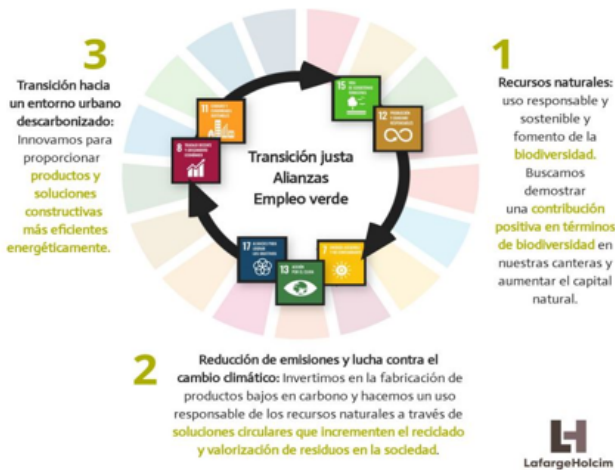 3
Transición hacia
un entorno urbano
descarbonizado:
Innovamos para
proporcionar
productos y
soluciones
constructivas
más eficientes
energéticamente.
1
Recursos naturales:
uso responsable y
sostenible y
fomento de la
biodiversidad.
Buscamos
demostrar
una contribución
positiva en términos
de biodiversidad en
nuestras canteras y
aumentar el capital
natural.
15
12
11
8
Transición justa
Alianzas
Empleo verde
17
13
7
2
Reducción de emisiones y lucha contra el
cambio climático: Invertimos en la fabricación de
productos bajos en carbono y hacemos un uso
responsable de los recursos naturales a través de
soluciones circulares que incrementen el reciclado
y valorización de residuos en la sociedad.
LafargeHolcim